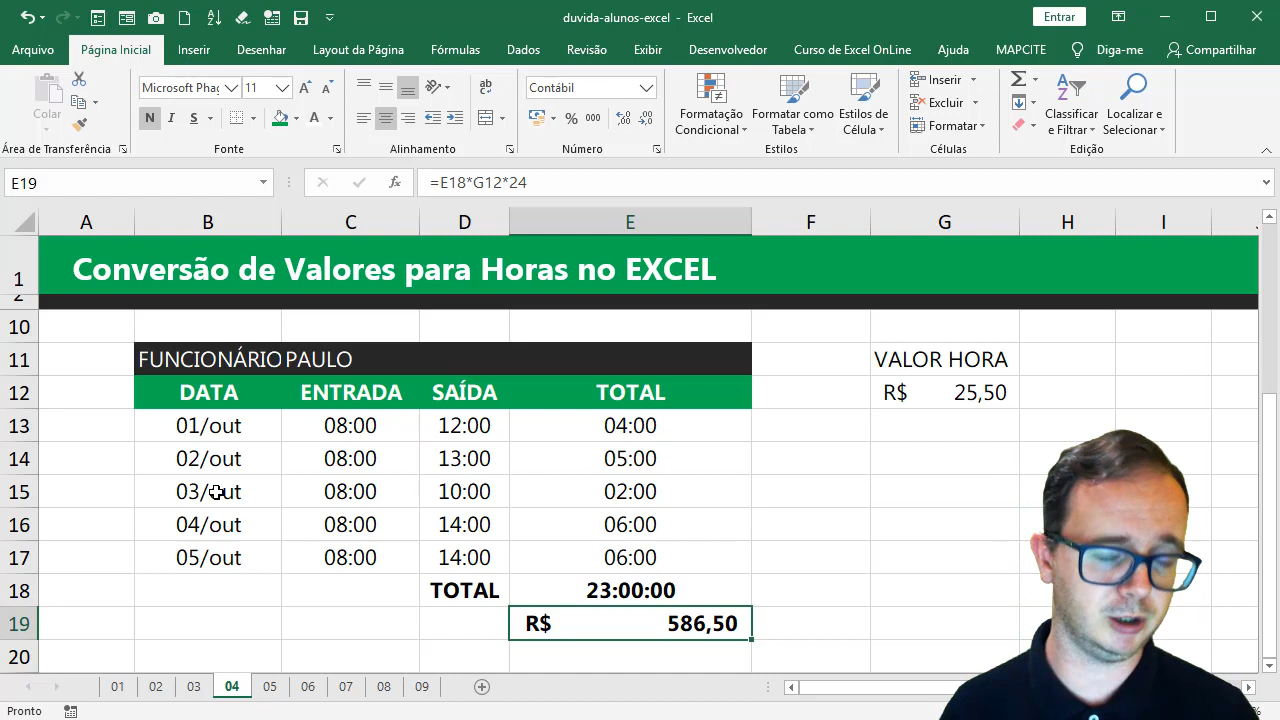 duvida-alunos-excel - Excel
Entrar
Arquivo Página Inicial Inserir Desenhar Layout da Página Fórmulas Dados Revisão Exibir Desenvolvedor Curso de Excel OnLine Ajuda MAPCITE Diga-me Compartilhar
Colar
Microsoft Phag 11
N I S
Contábil
% 000
Formatação Condicional
Formatar como Tabela
Estilos de Célula
Inserir
Excluir
Formatar
Classificar e Filtrar
Localizar e Selecionar
Área de Transferência Fonte Alinhamento Número Estilos Células Edição
E19 fx =E18*G12*24
A B C D E F G H I
1 Conversão de Valores para Horas no EXCEL
2
10
11 FUNCIONÁRIO PAULO VALOR HORA
12 DATA ENTRADA SAÍDA TOTAL R$ 25,50
13 01/out 08:00 12:00 04:00
14 02/out 08:00 13:00 05:00
15 03/out 08:00 10:00 02:00
16 04/out 08:00 14:00 06:00
17 05/out 08:00 14:00 06:00
18 TOTAL 23:00:00
19 R$ 586,50
20
01 02 03 04 05 06 07 08 09
Pronto